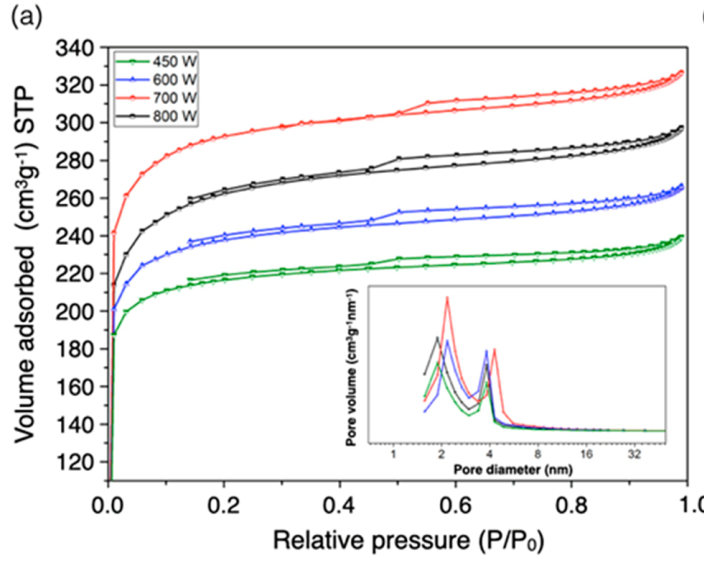 (a)
340
320
300
280
260
240
220
200
180
160
140
120
Volume adsorbed (cm³g⁻¹) STP
450 W
600 W
700 W
800 W
Pore volume (cm³g⁻¹nm⁻¹)
1 2 4 8 16 32
Pore diameter (nm)
0.0 0.2 0.4 0.6 0.8 1.0
Relative pressure (P/P₀)